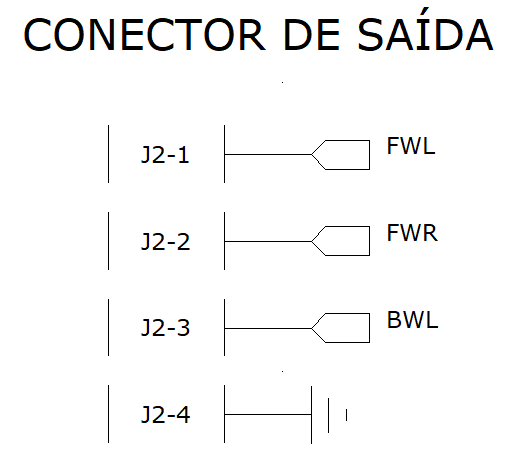 CONECTOR DE SAÍDA
J2-1 FWL
J2-2 FWR
J2-3 BWL
J2-4